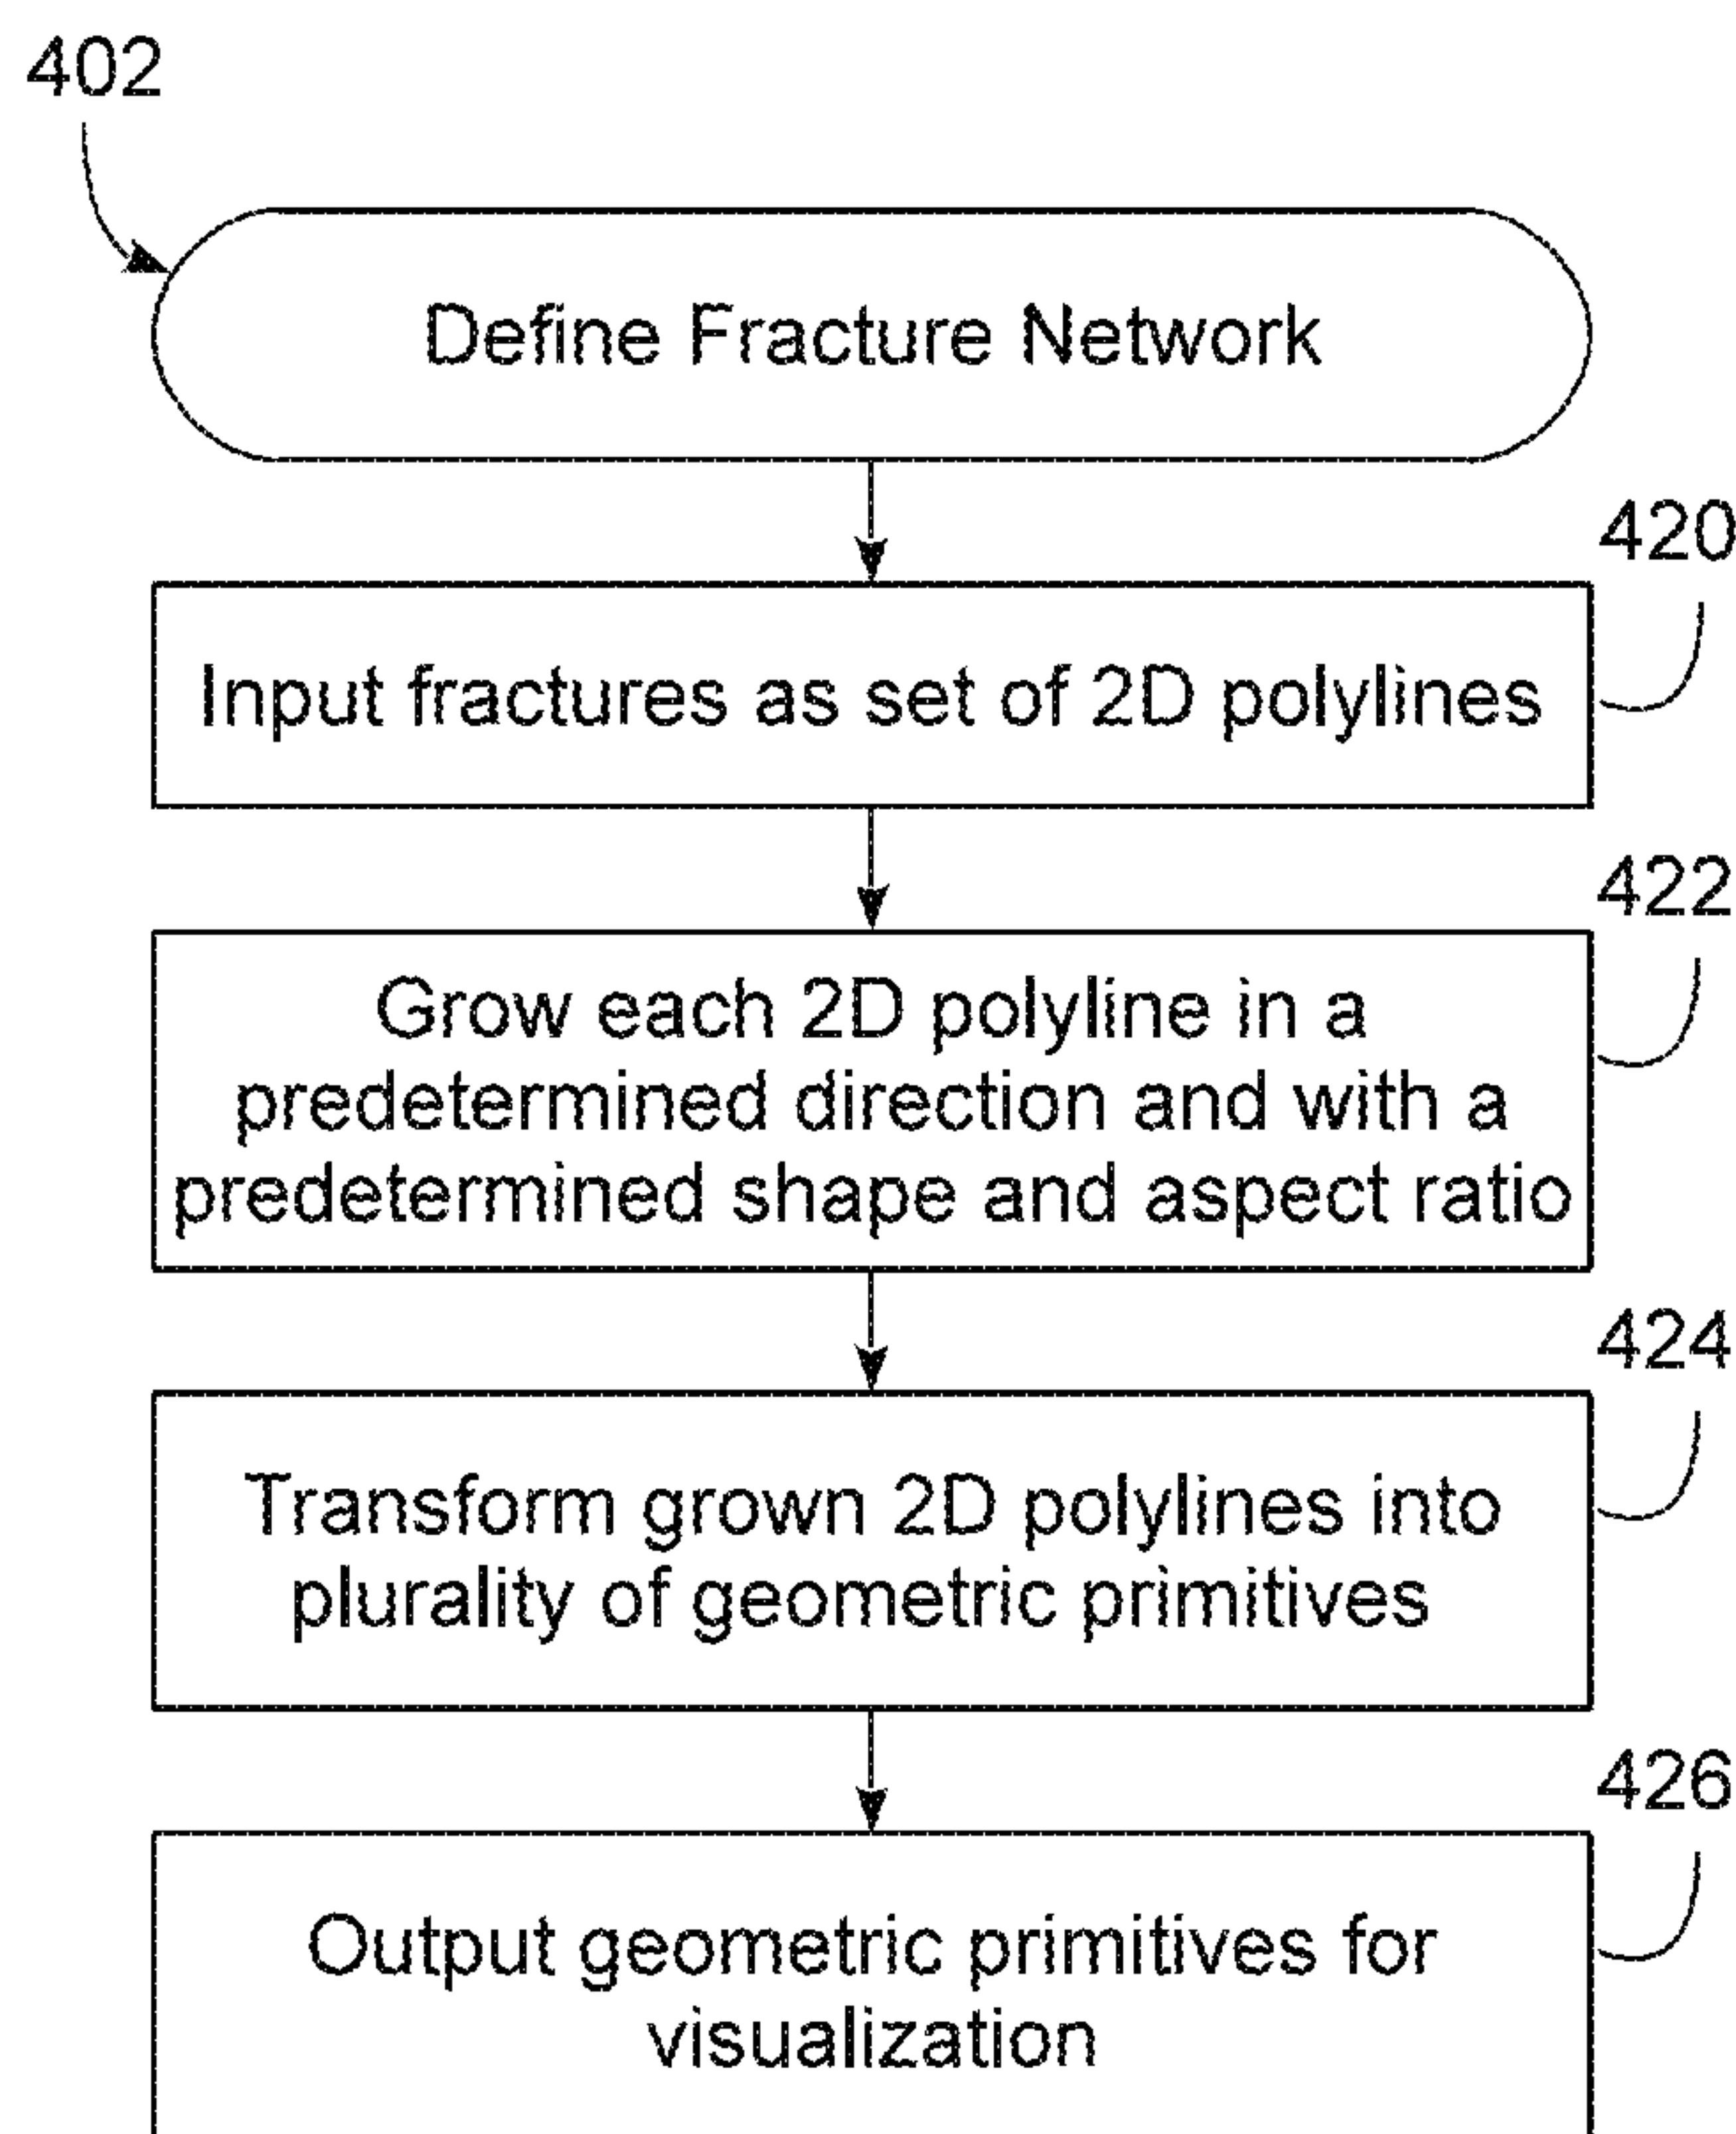 402
Define Fracture Network
420
Input fractures as set of 2D polylines
422
Grow each 2D polyline in a
predetermined direction and with a
predetermined shape and aspect ratio
424
Transform grown 2D polylines into
plurality of geometric primitives
426
Output geometric primitives for
visualization